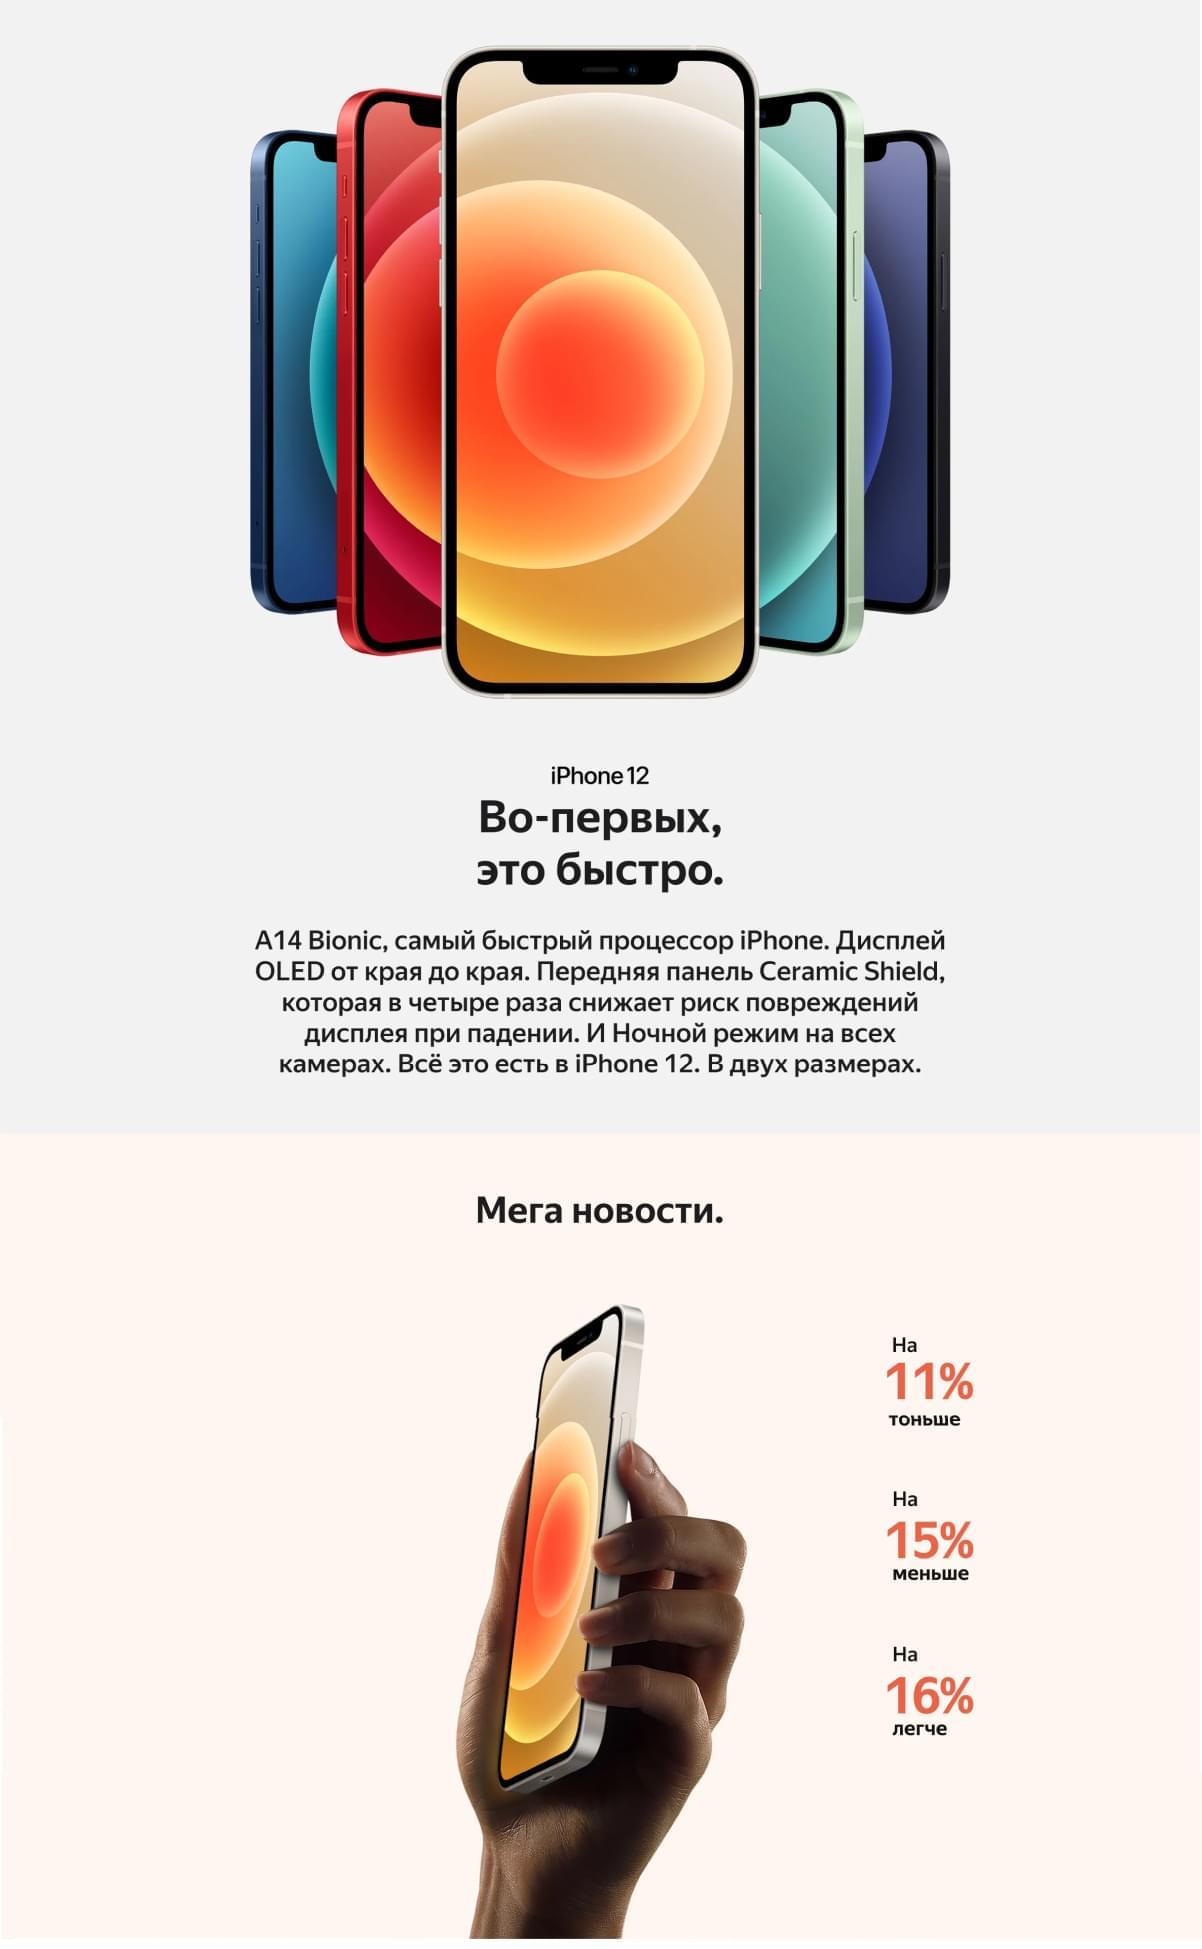 iPhone 12
Во-первых,
это быстро.
A14 Bionic, самый быстрый процессор iPhone. Дисплей
OLED от края до края. Передняя панель Ceramic Shield,
которая в четыре раза снижает риск повреждений
дисплея при падении. И Ночной режим на всех
камерах. Всё это есть в iPhone 12. В двух размерах.
Мега новости.
На
11%
тоньше
На
15%
меньше
На
16%
легче